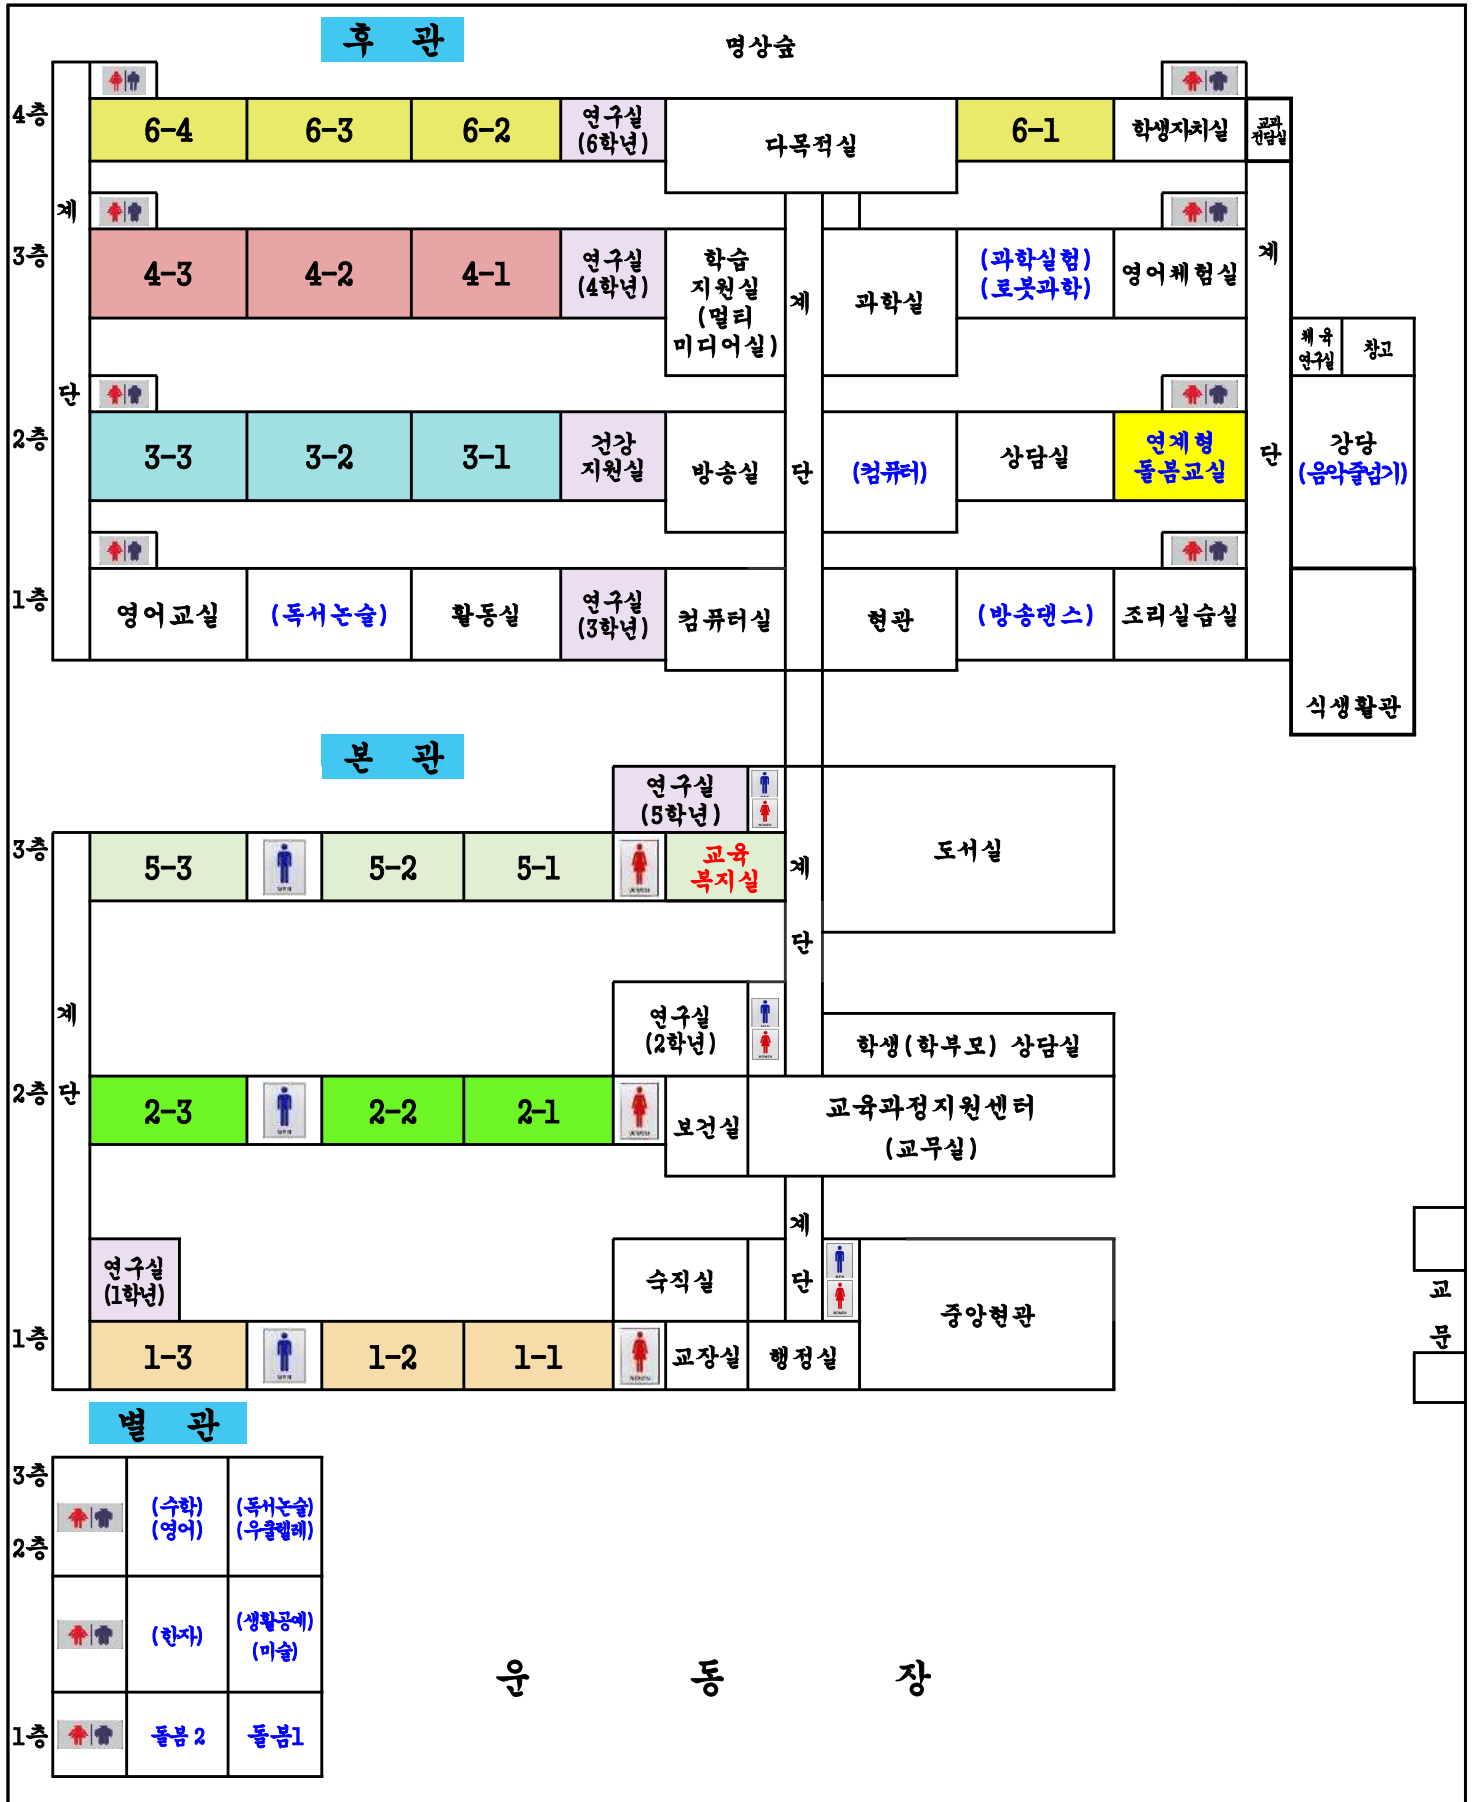 후 관
명상숲
4층
6-4
6-3
6-2
연구실
(6학년)
다목적실
6-1
학생자치실
교과
전담실
계
단
3층
4-3
4-2
4-1
연구실
(4학년)
학습
지원실
(멀티
미디어실)
계
단
과학실
(과학실험)
(로봇과학)
영어체험실
계
단
체육
연구실
창고
2층
3-3
3-2
3-1
건강
지원실
방송실
(컴퓨터)
상담실
연계형
돌봄교실
강당
(음악줄넘기)
1층
영어교실
(독서논술)
활동실
연구실
(3학년)
컴퓨터실
현관
(방송댄스)
조리실습실
식생활관
본 관
연구실
(5학년)
3층
5-3
MEN
5-2
5-1
WOMEN
교육
복지실
계
단
도서실
계
단
연구실
(2학년)
학생(학부모) 상담실
2층
2-3
MEN
2-2
2-1
WOMEN
보건실
교육과정지원센터
(교무실)
계
단
연구실
(1학년)
숙직실
중앙현관
1층
1-3
MEN
1-2
1-1
WOMEN
교장실
행정실
교
문
별 관
3층
(수학)
(영어)
(독서논술)
(우쿨렐레)
2층
(한자)
(생활공예)
(미술)
1층
돌봄 2
돌봄1
운 동 장